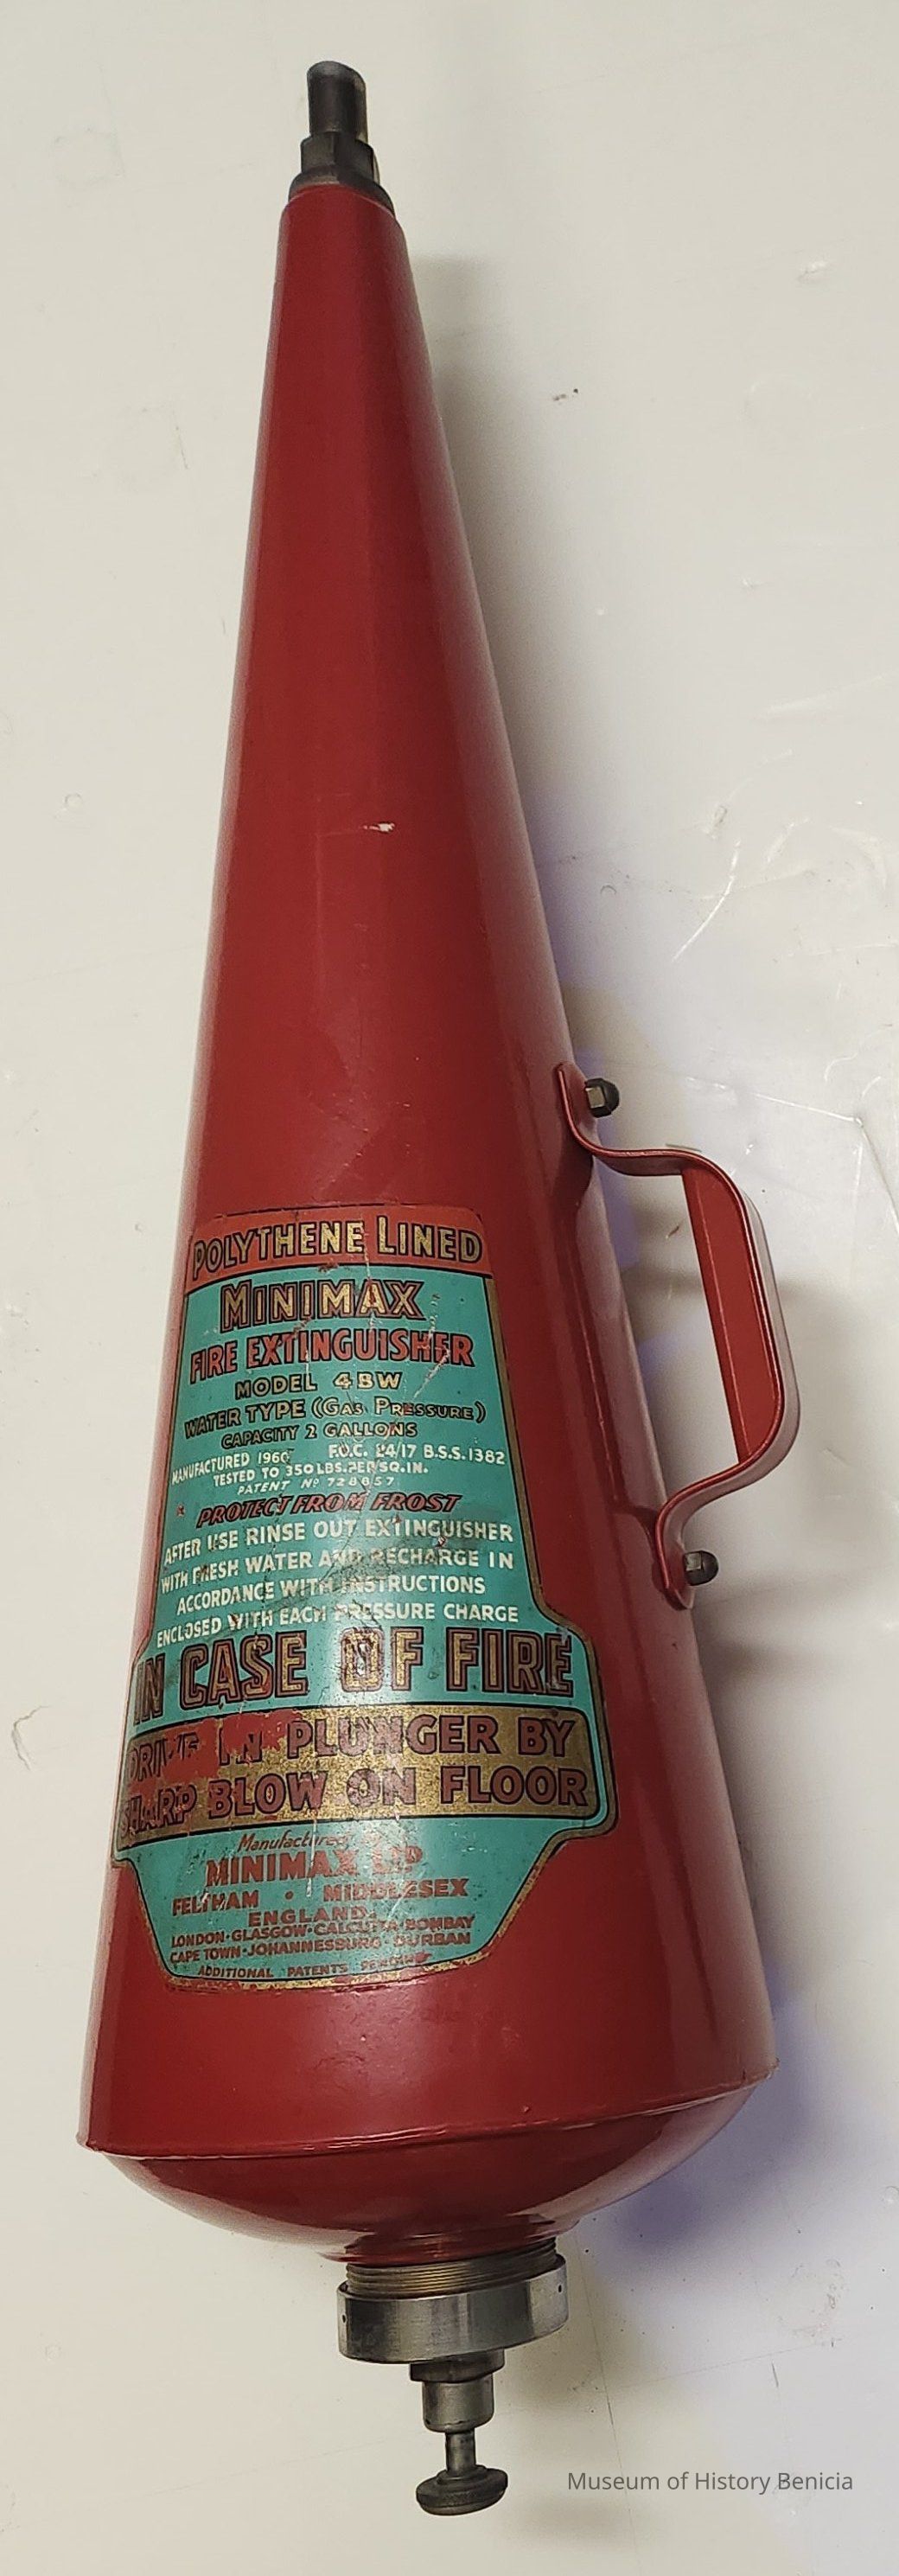 POLYTHENE LINED
MINIMAX
FIRE EXTINGUISHER
MODEL 4BW
WATER TYPE (GAS PRESSURE)
CAPACITY 2 GALLONS
MANUFACTURED 1960 F.O.C. 24/17 B.S.S. 1382
TESTED TO 350 LBS. PER SQ. IN.
PATENT Nº 728857
PROTECT FROM FROST
AFTER USE RINSE OUT EXTINGUISHER
WITH FRESH WATER AND RECHARGE IN
ACCORDANCE WITH INSTRUCTIONS
ENCLOSED WITH EACH PRESSURE CHARGE
IN CASE OF FIRE
DRIVE IN PLUNGER BY
SHARP BLOW ON FLOOR
Manufactured
MINIMAX LTD
FELTHAM • MIDDLESEX
ENGLAND.
LONDON·GLASGOW·CALCUTTA·BOMBAY
CAPE TOWN·JOHANNESBURG·DURBAN
ADDITIONAL PATENTS PENDING
Museum of History Benicia